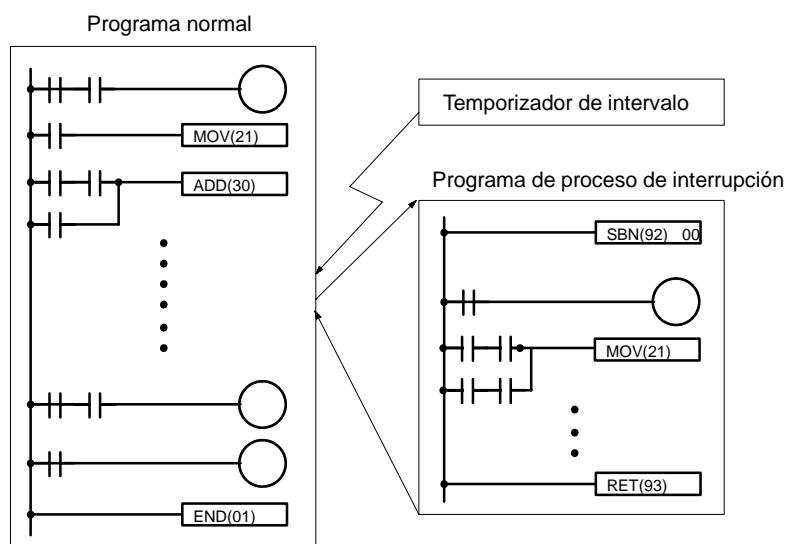 Programa normal
MOV(21)
ADD(30)
END(01)
Temporizador de intervalo
Programa de proceso de interrupción
SBN(92) 00
MOV(21)
RET(93)